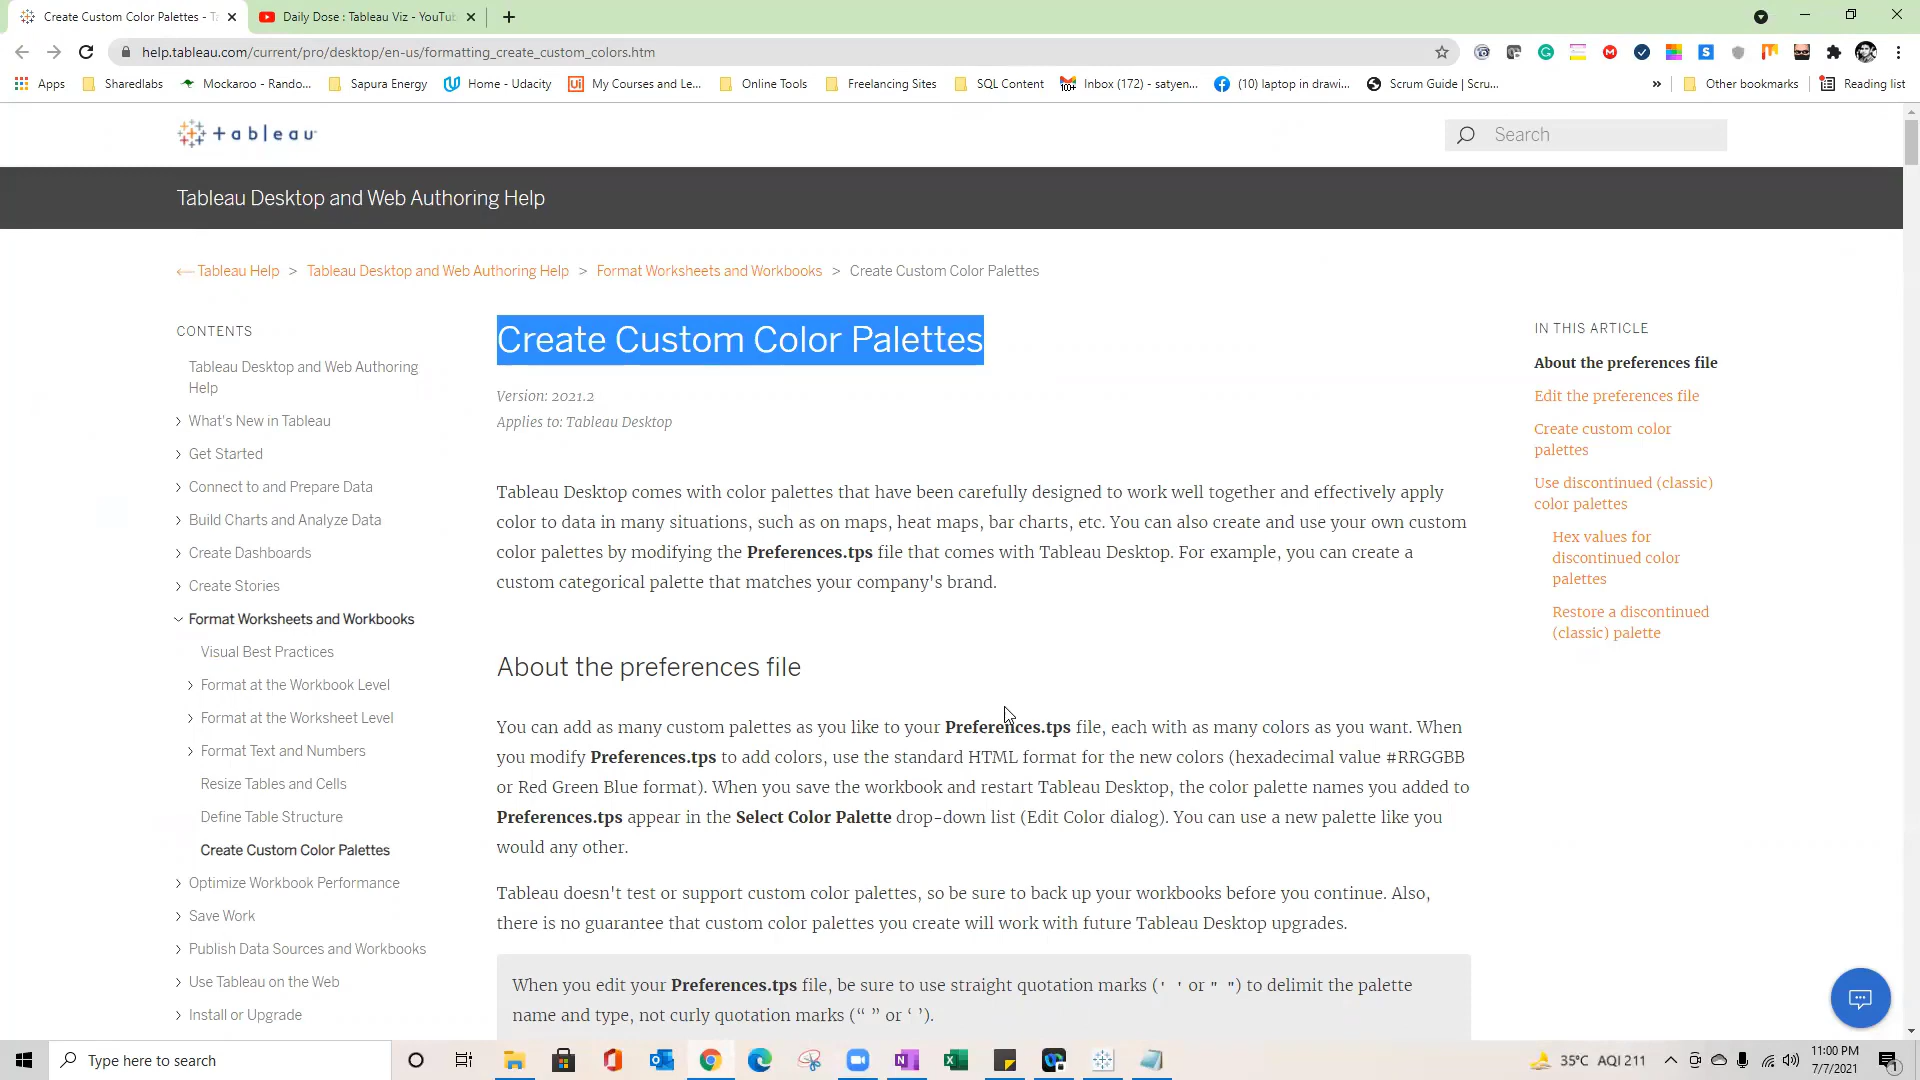 Create Custom Color Palettes - T
Daily Dose : Tableau Viz - YouTu
help.tableau.com/current/pro/desktop/en-us/formatting_create_custom_colors.htm
Apps
Sharedlabs
Mockaroo - Rando...
Sapura Energy
Home - Udacity
My Courses and Le...
Online Tools
Freelancing Sites
SQL Content
Inbox (172) - satyen...
(10) laptop in drawi...
Scrum Guide | Scru...
»
Other bookmarks
Reading list
+ableau
Search
Tableau Desktop and Web Authoring Help
Tableau Help > Tableau Desktop and Web Authoring Help > Format Worksheets and Workbooks > Create Custom Color Palettes
CONTENTS
Tableau Desktop and Web Authoring
Help
What's New in Tableau
Get Started
Connect to and Prepare Data
Build Charts and Analyze Data
Create Dashboards
Create Stories
Format Worksheets and Workbooks
Visual Best Practices
Format at the Workbook Level
Format at the Worksheet Level
Format Text and Numbers
Resize Tables and Cells
Define Table Structure
Create Custom Color Palettes
Optimize Workbook Performance
Save Work
Publish Data Sources and Workbooks
Use Tableau on the Web
Install or Upgrade
Create Custom Color Palettes
Version: 2021.2
Applies to: Tableau Desktop
Tableau Desktop comes with color palettes that have been carefully designed to work well together and effectively apply
color to data in many situations, such as on maps, heat maps, bar charts, etc. You can also create and use your own custom
color palettes by modifying the Preferences.tps file that comes with Tableau Desktop. For example, you can create a
custom categorical palette that matches your company's brand.
About the preferences file
You can add as many custom palettes as you like to your Preferences.tps file, each with as many colors as you want. When
you modify Preferences.tps to add colors, use the standard HTML format for the new colors (hexadecimal value #RRGGBB
or Red Green Blue format). When you save the workbook and restart Tableau Desktop, the color palette names you added to
Preferences.tps appear in the Select Color Palette drop-down list (Edit Color dialog). You can use a new palette like you
would any other.
Tableau doesn't test or support custom color palettes, so be sure to back up your workbooks before you continue. Also,
there is no guarantee that custom color palettes you create will work with future Tableau Desktop upgrades.
When you edit your Preferences.tps file, be sure to use straight quotation marks (' ' or " ") to delimit the palette
name and type, not curly quotation marks (“ ” or ‘ ’).
IN THIS ARTICLE
About the preferences file
Edit the preferences file
Create custom color
palettes
Use discontinued (classic)
color palettes
Hex values for
discontinued color
palettes
Restore a discontinued
(classic) palette
Type here to search
35°C AQI 211
11:00 PM
7/7/2021